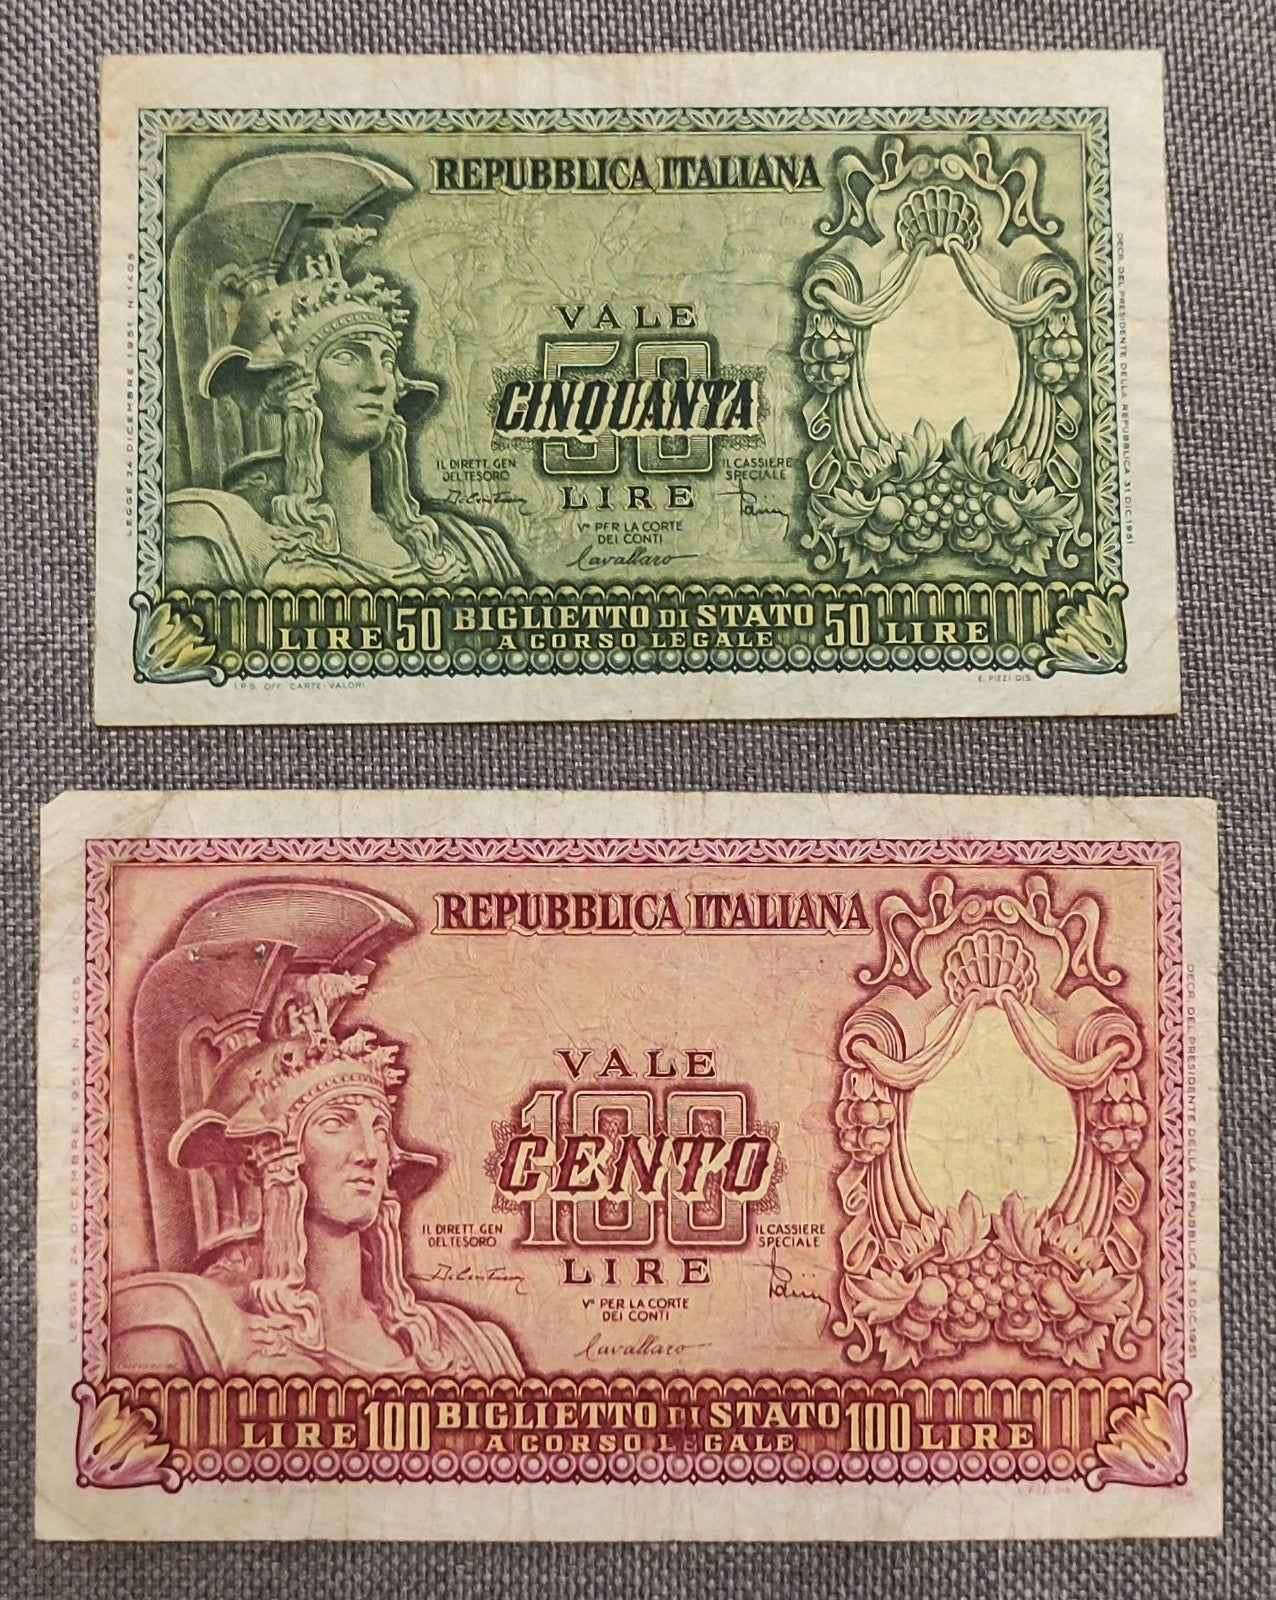 REPUBBLICA ITALIANA
VALE
50
CINQUANTA
LIRE
IL DIRETT. GEN
DEL TESORO
IL CASSIERE
SPECIALE
Vº PER LA CORTE
DEI CONTI
Cavallaro
LEGGE 24 DICEMBRE 1951 N. 1405
DECR. DEL PRESIDENTE DELLA REPUBBLICA 31 DIC. 1951
LIRE 50 BIGLIETTO DI STATO 50 LIRE
A CORSO LEGALE
I.P.S. OFF. CARTE-VALORI
E. PIZZI DIS.
REPUBBLICA ITALIANA
VALE
100
CENTO
LIRE
IL DIRETT. GEN
DEL TESORO
IL CASSIERE
SPECIALE
Vº PER LA CORTE
DEI CONTI
Cavallaro
LEGGE 24 DICEMBRE 1951 N. 1405
DECR. DEL PRESIDENTE DELLA REPUBBLICA 31 DIC. 1951
LIRE 100 BIGLIETTO DI STATO 100 LIRE
A CORSO LEGALE